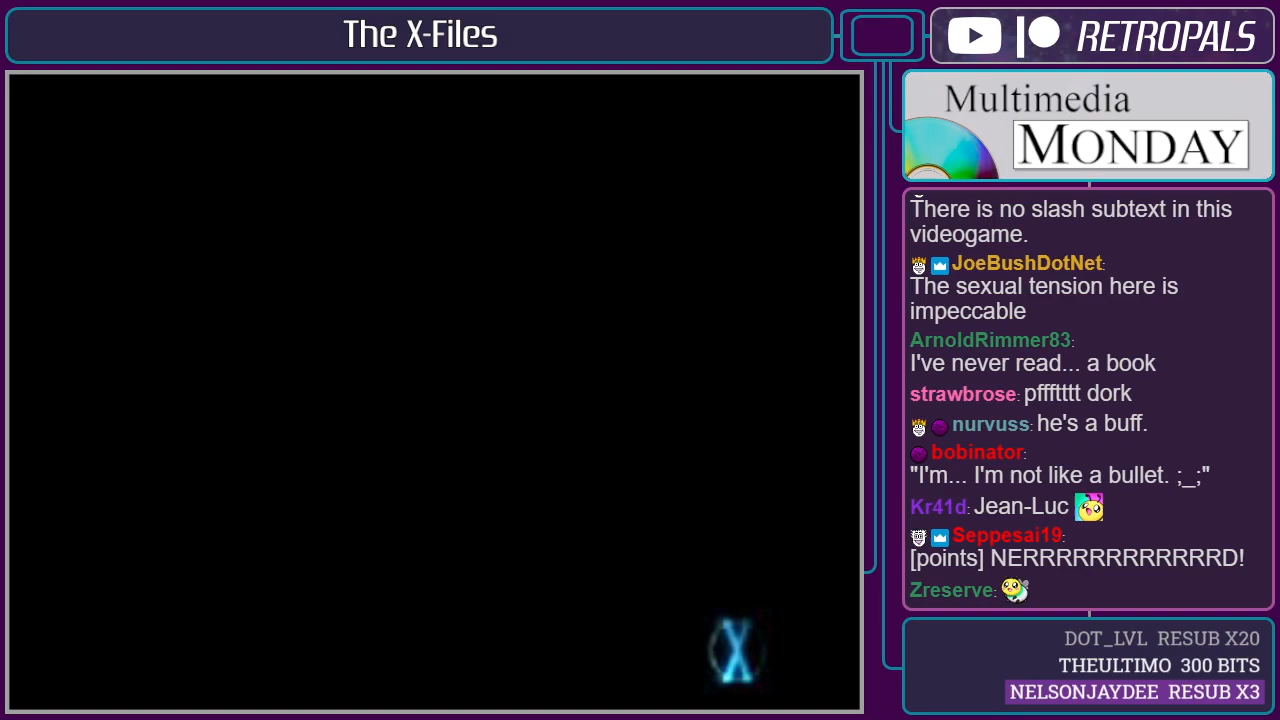 The X-Files
RETROPALS
Multimedia
MONDAY
There is no slash subtext in this
videogame.
JoeBushDotNet:
The sexual tension here is
impeccable
ArnoldRimmer83:
I've never read... a book
strawbrose: pffftttt dork
nurvuss: he's a buff.
bobinator:
"I'm... I'm not like a bullet. ;_;"
Kr41d: Jean-Luc
Seppesai19:
[points] NERRRRRRRRRRRRD!
Zreserve:
X
DOT_LVL RESUB X20
THEULTIMO 300 BITS
NELSONJAYDEE RESUB X3